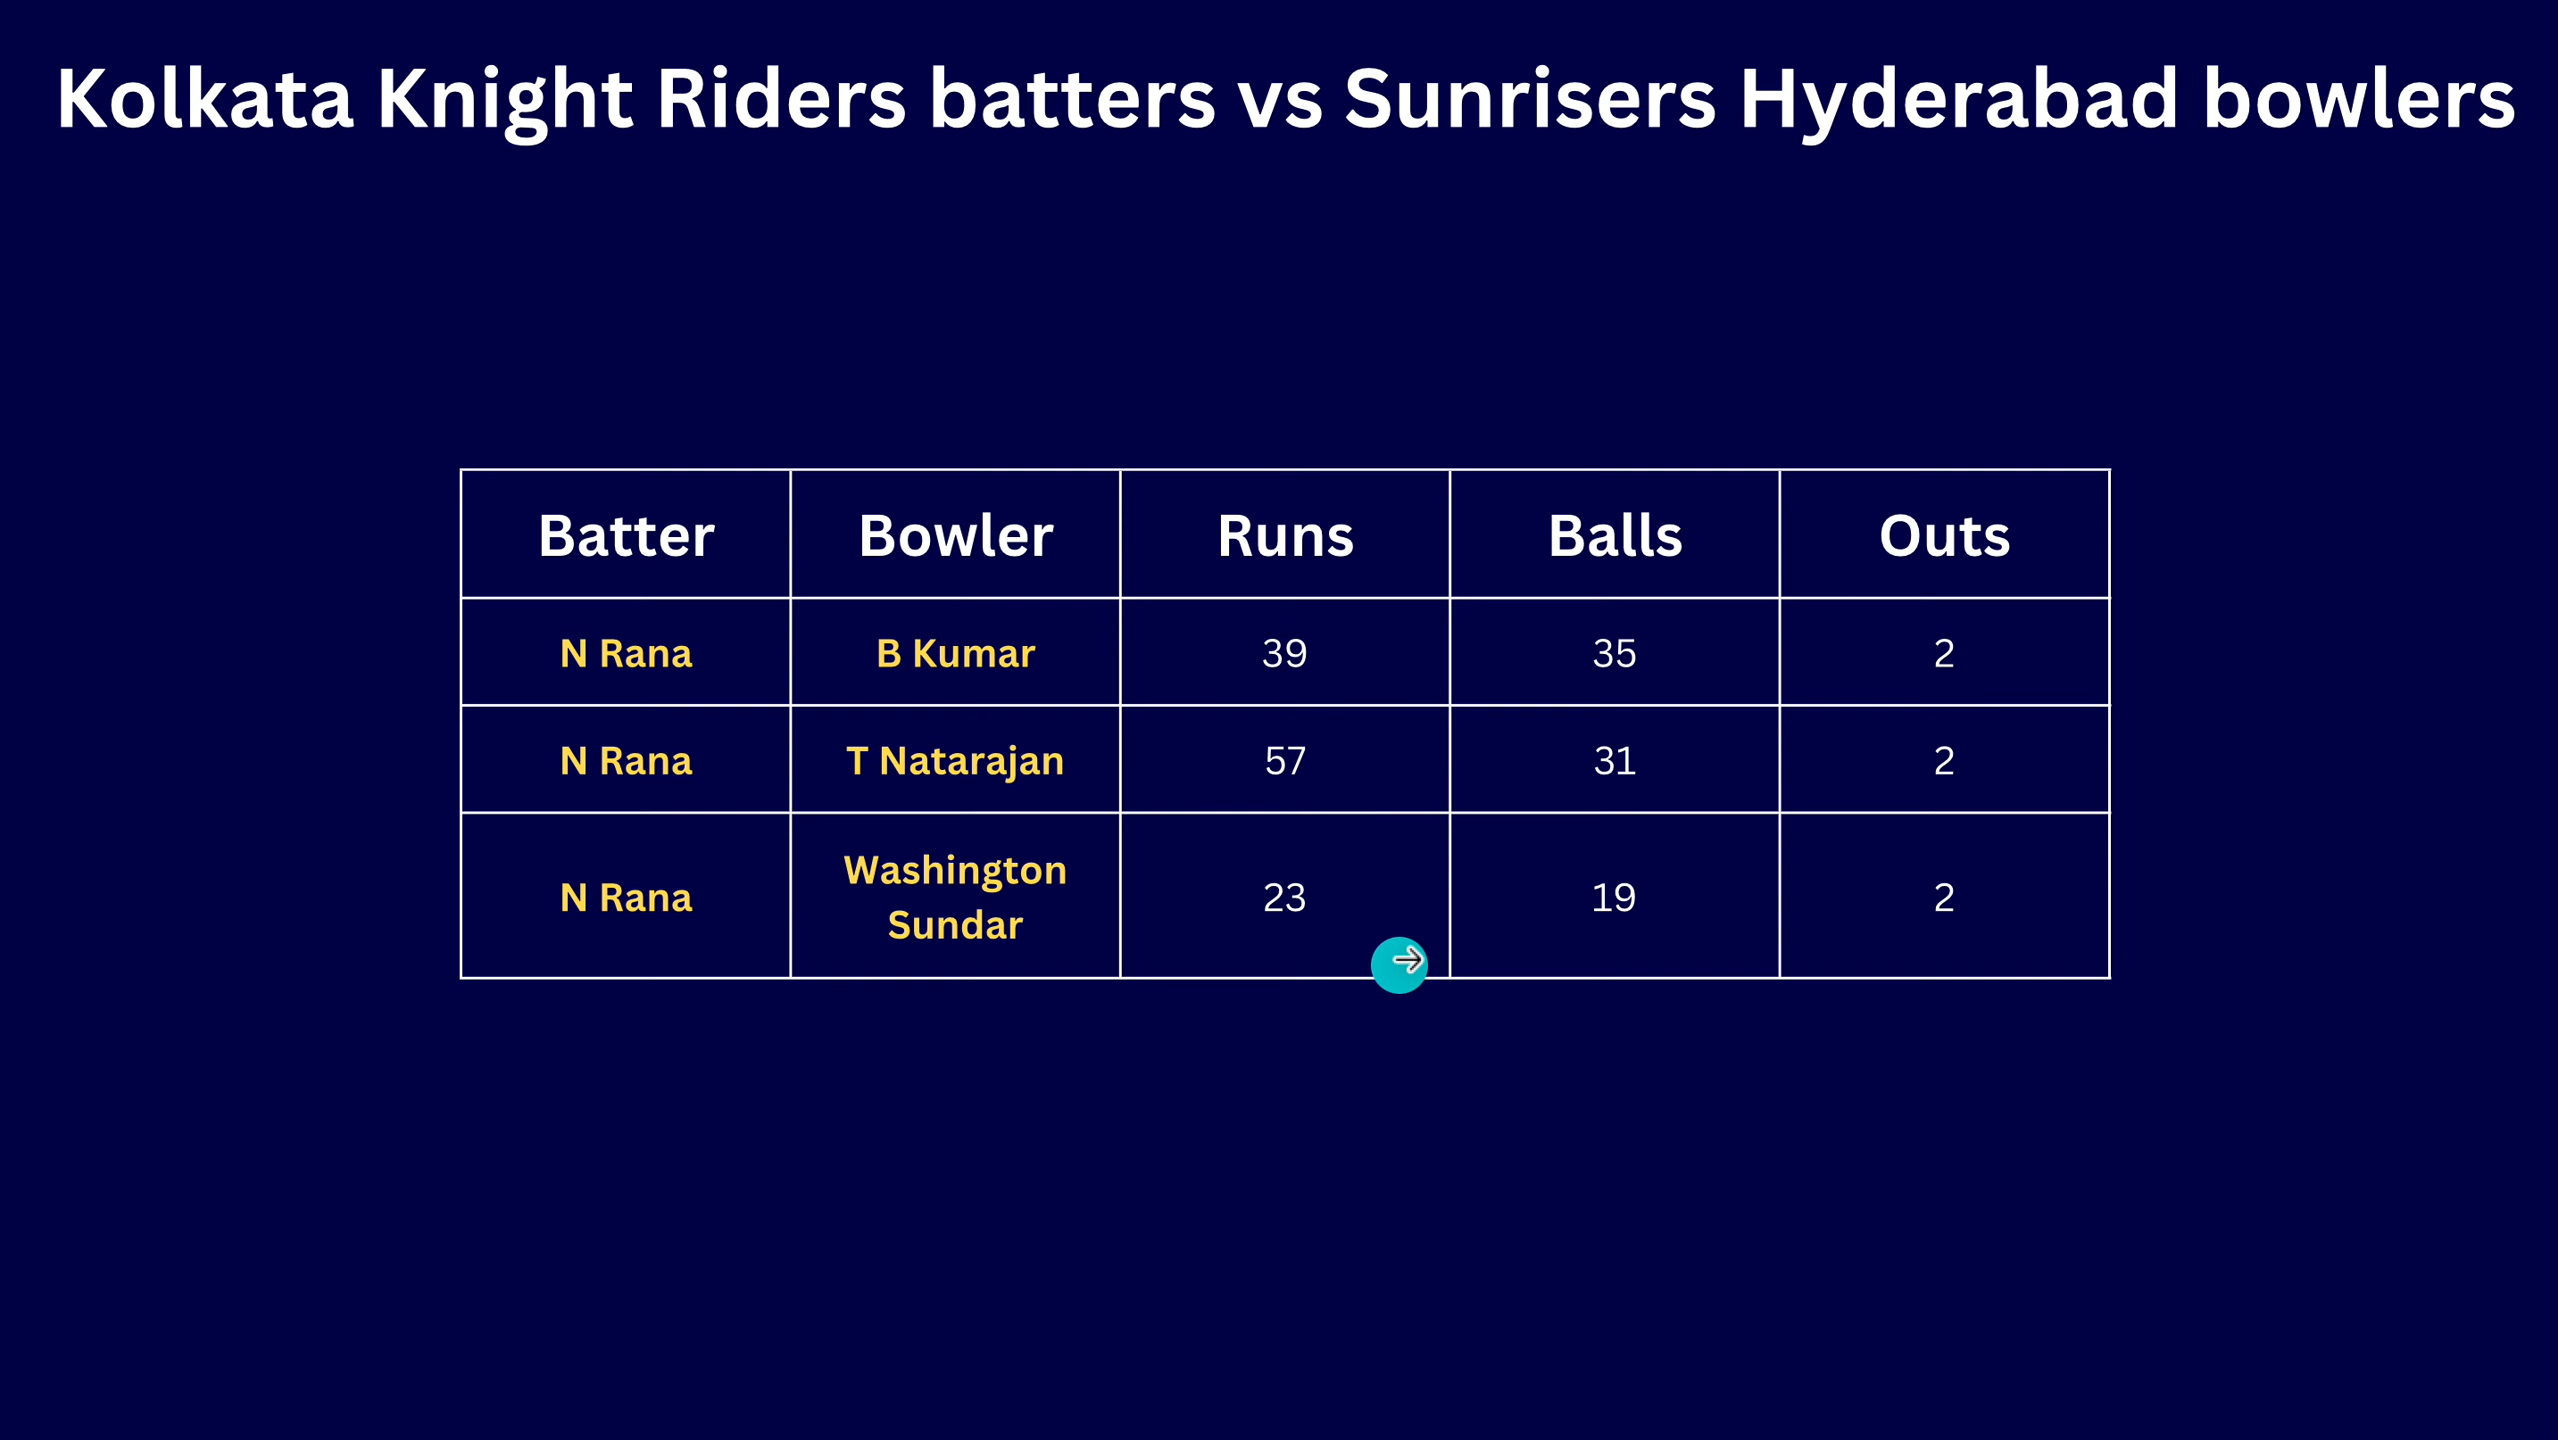 Kolkata Knight Riders batters vs Sunrisers Hyderabad bowlers
Batter Bowler Runs Balls Outs
N Rana B Kumar 39 35 2
N Rana T Natarajan 57 31 2
N Rana Washington Sundar 23 19 2